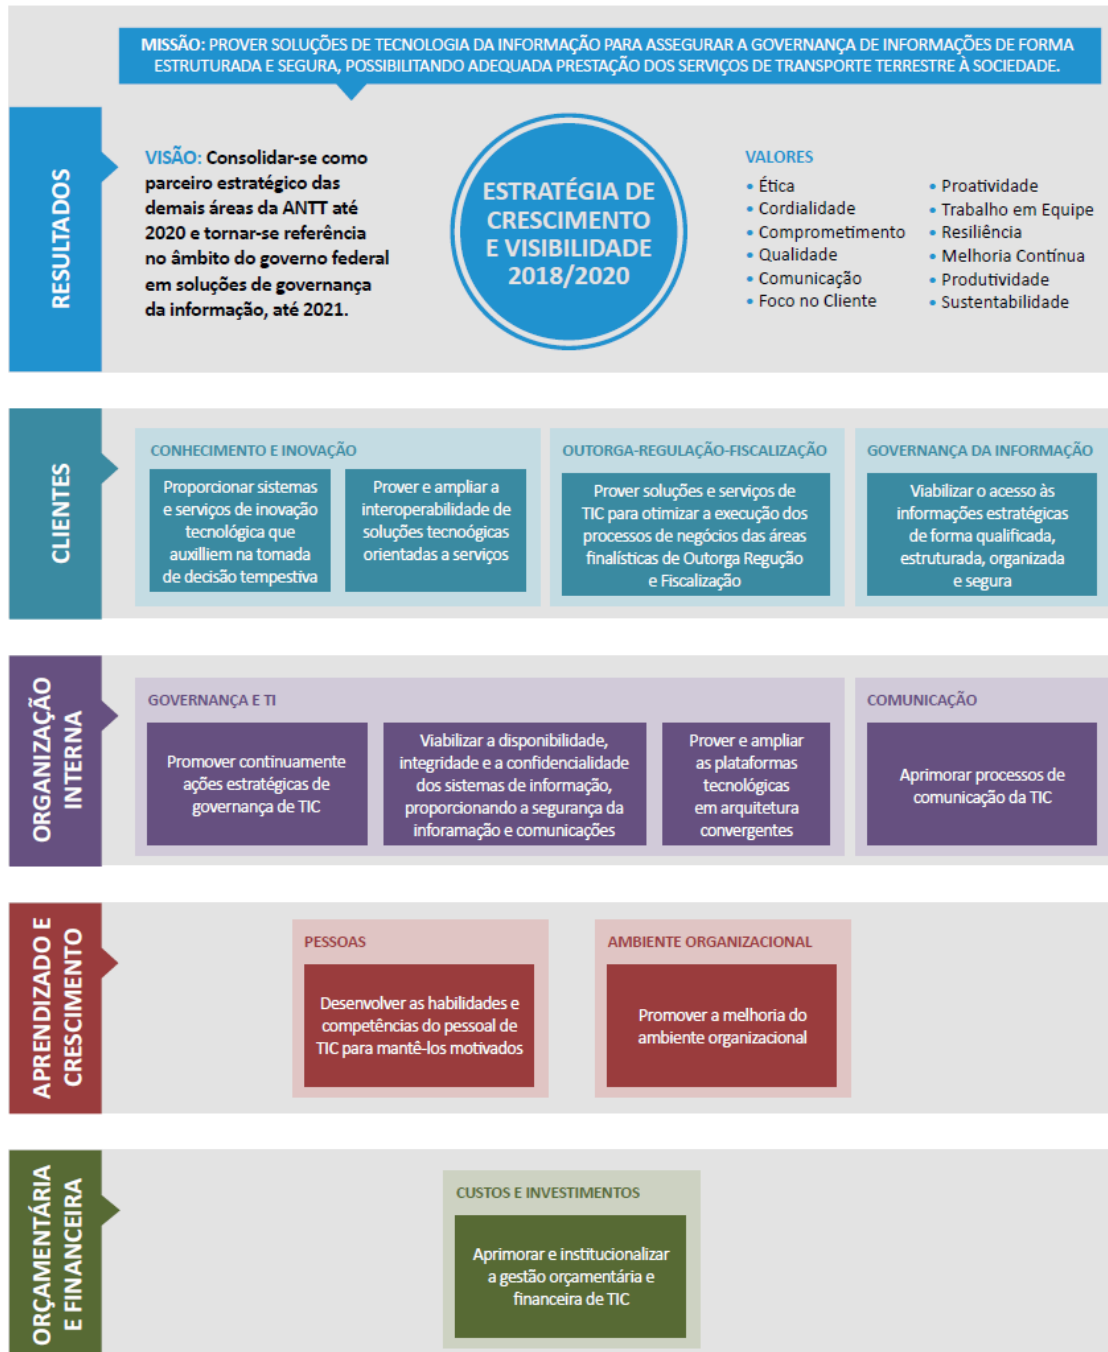 MISSÃO: PROVER SOLUÇÕES DE TECNOLOGIA DA INFORMAÇÃO PARA ASSEGURAR A GOVERNANÇA DE INFORMAÇÕES DE FORMA
ESTRUTURADA E SEGURA, POSSIBILITANDO ADEQUADA PRESTAÇÃO DOS SERVIÇOS DE TRANSPORTE TERRESTRE À SOCIEDADE.
RESULTADOS
VISÃO: Consolidar-se como
parceiro estratégico das
demais áreas da ANTT até
2020 e tornar-se referência
no âmbito do governo federal
em soluções de governança
da informação, até 2021.
ESTRATÉGIA DE
CRESCIMENTO
E VISIBILIDADE
2018/2020
VALORES
• Ética
• Cordialidade
• Comprometimento
• Qualidade
• Comunicação
• Foco no Cliente
• Proatividade
• Trabalho em Equipe
• Resiliência
• Melhoria Contínua
• Produtividade
• Sustentabilidade
CLIENTES
CONHECIMENTO E INOVAÇÃO
Proporcionar sistemas
e serviços de inovação
tecnológica que
auxilliem na tomada
de decisão tempestiva
Prover e ampliar a
interoperabilidade de
soluções tecnoógicas
orientadas a serviços
OUTORGA-REGULAÇÃO-FISCALIZAÇÃO
Prover soluções e serviços de
TIC para otimizar a execução dos
processos de negócios das áreas
finalísticas de Outorga Regução
e Fiscalização
GOVERNANÇA DA INFORMAÇÃO
Viabilizar o acesso às
informações estratégicas
de forma qualificada,
estruturada, organizada
e segura
ORGANIZAÇÃO
INTERNA
GOVERNANÇA E TI
Promover continuamente
ações estratégicas de
governança de TIC
Viabilizar a disponibilidade,
integridade e a confidencialidade
dos sistemas de informação,
proporcionando a segurança da
inforamação e comunicações
Prover e ampliar
as plataformas
tecnológicas
em arquitetura
convergentes
COMUNICAÇÃO
Aprimorar processos de
comunicação da TIC
APRENDIZADO E
CRESCIMENTO
PESSOAS
Desenvolver as habilidades e
competências do pessoal de
TIC para mantê-los motivados
AMBIENTE ORGANIZACIONAL
Promover a melhoria do
ambiente organizacional
ORÇAMENTÁRIA
E FINANCEIRA
CUSTOS E INVESTIMENTOS
Aprimorar e institucionalizar
a gestão orçamentária e
financeira de TIC